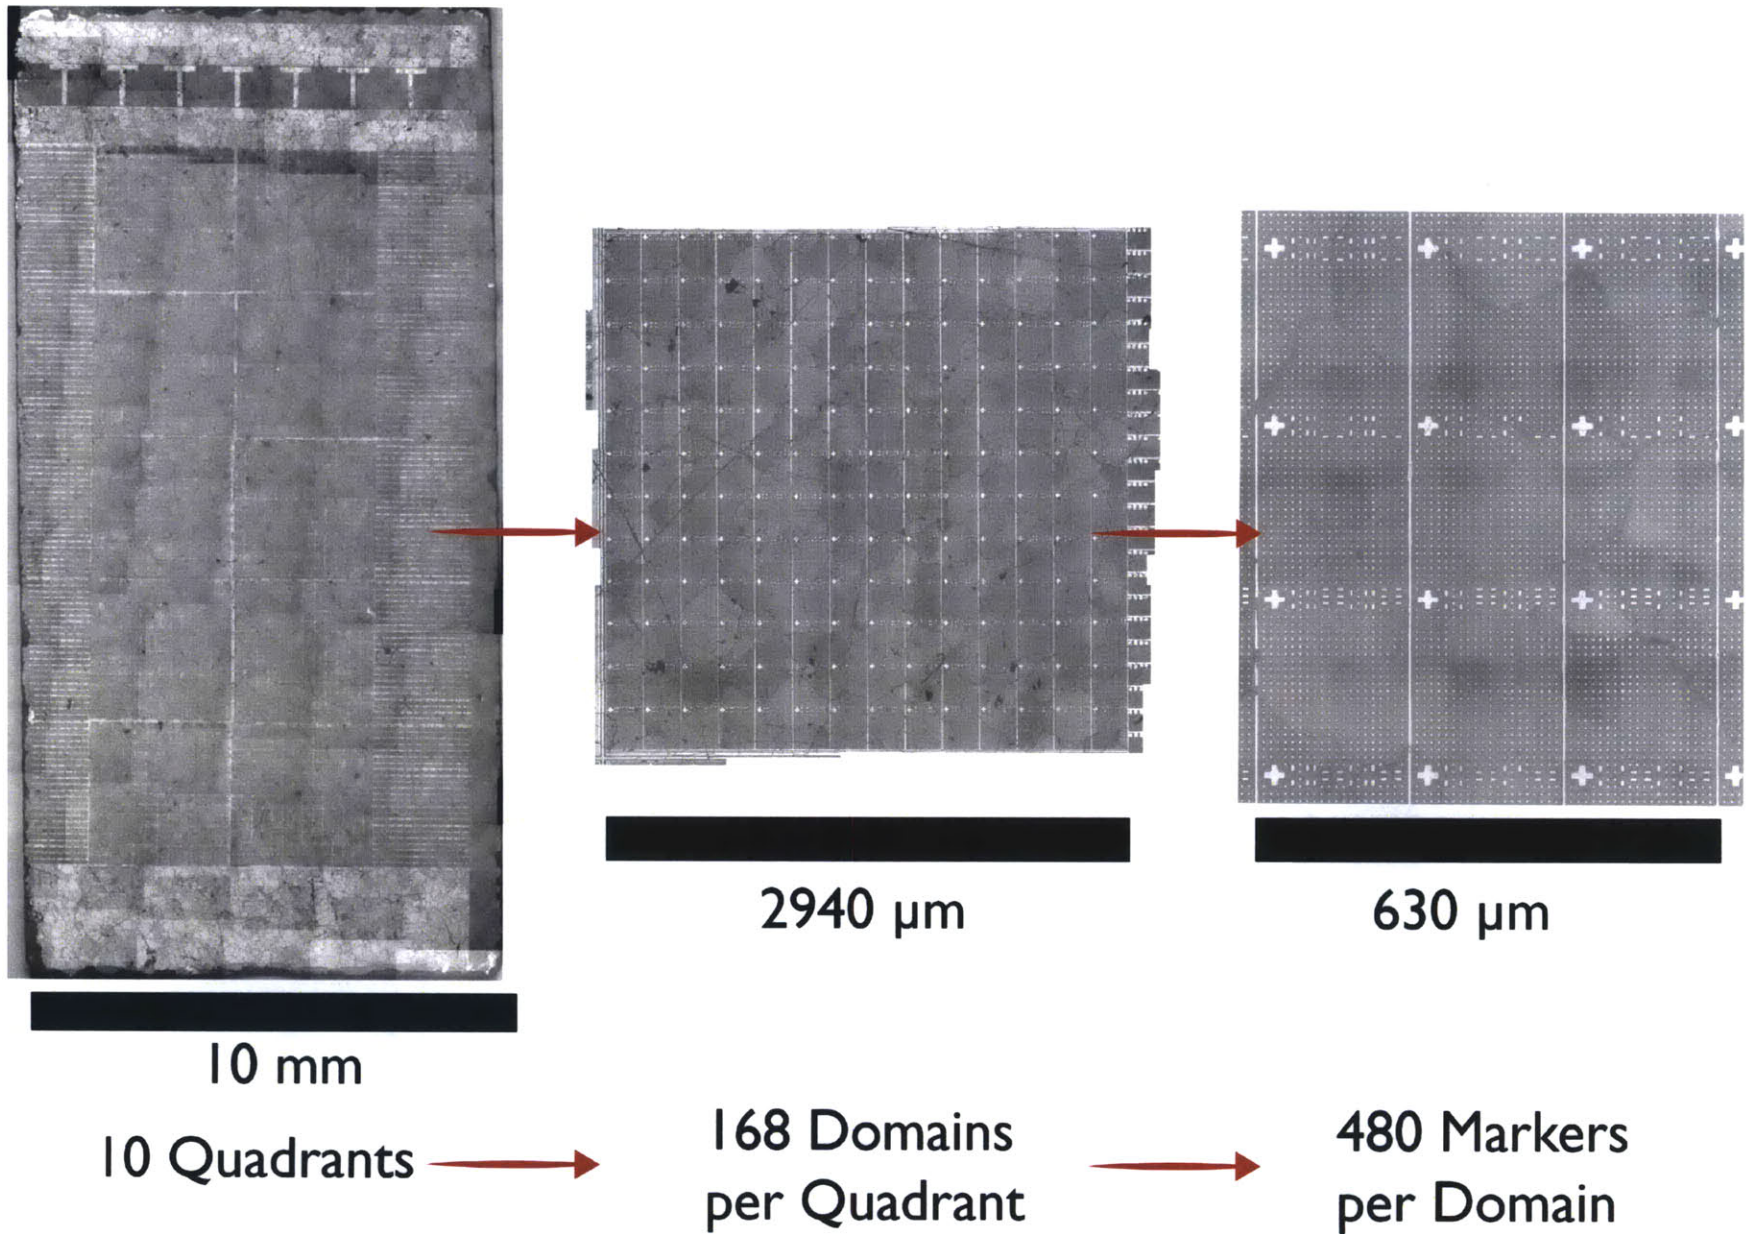 2940 µm
630 µm
10 mm
10 Quadrants
168 Domains
per Quadrant
480 Markers
per Domain